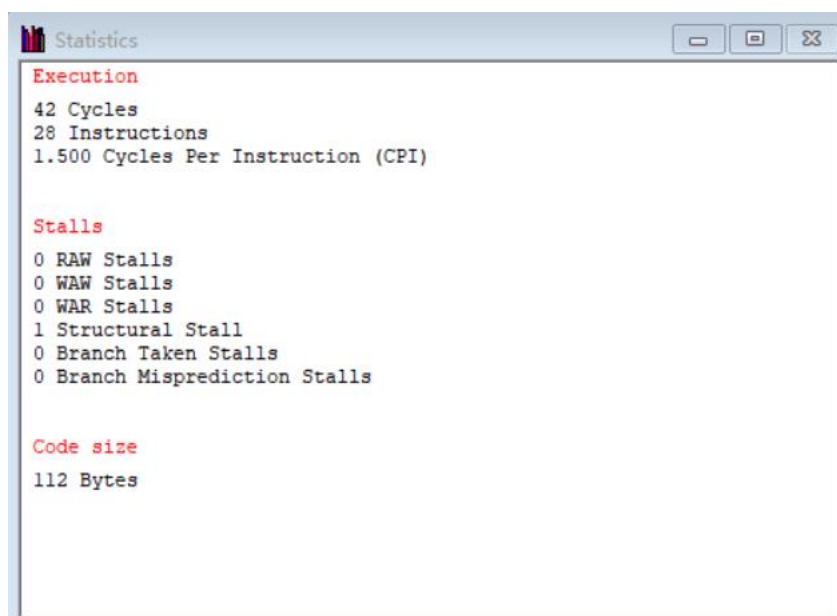 Statistics
Execution
42 Cycles
28 Instructions
1.500 Cycles Per Instruction (CPI)
Stalls
0 RAW Stalls
0 WAW Stalls
0 WAR Stalls
1 Structural Stall
0 Branch Taken Stalls
0 Branch Misprediction Stalls
Code size
112 Bytes